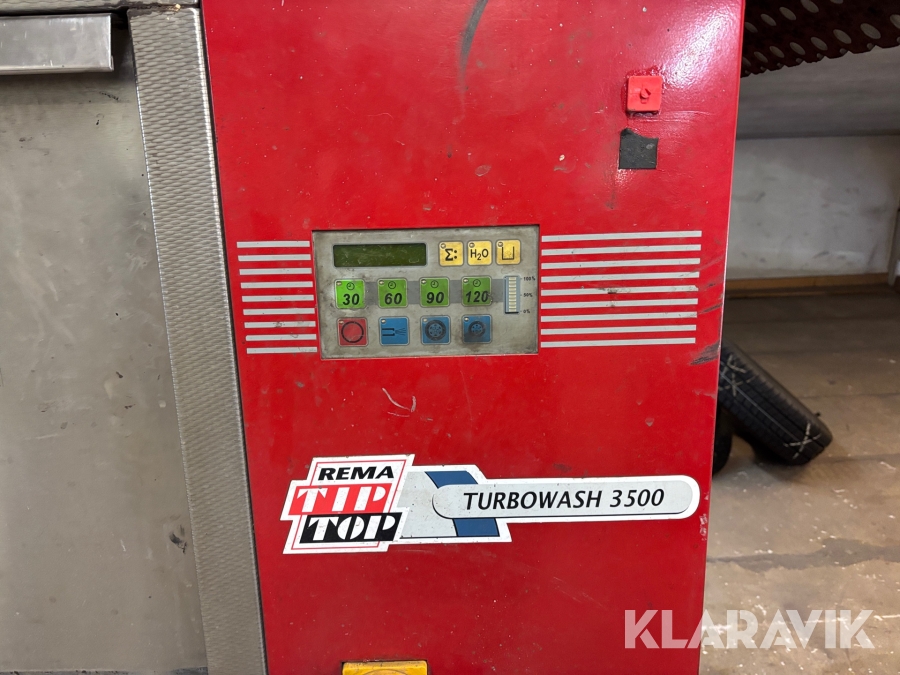 Σ:
H₂O
30
60
90
120
100%
50%
0%
REMA
TIP
TOP
TURBOWASH 3500
KLARAVIK